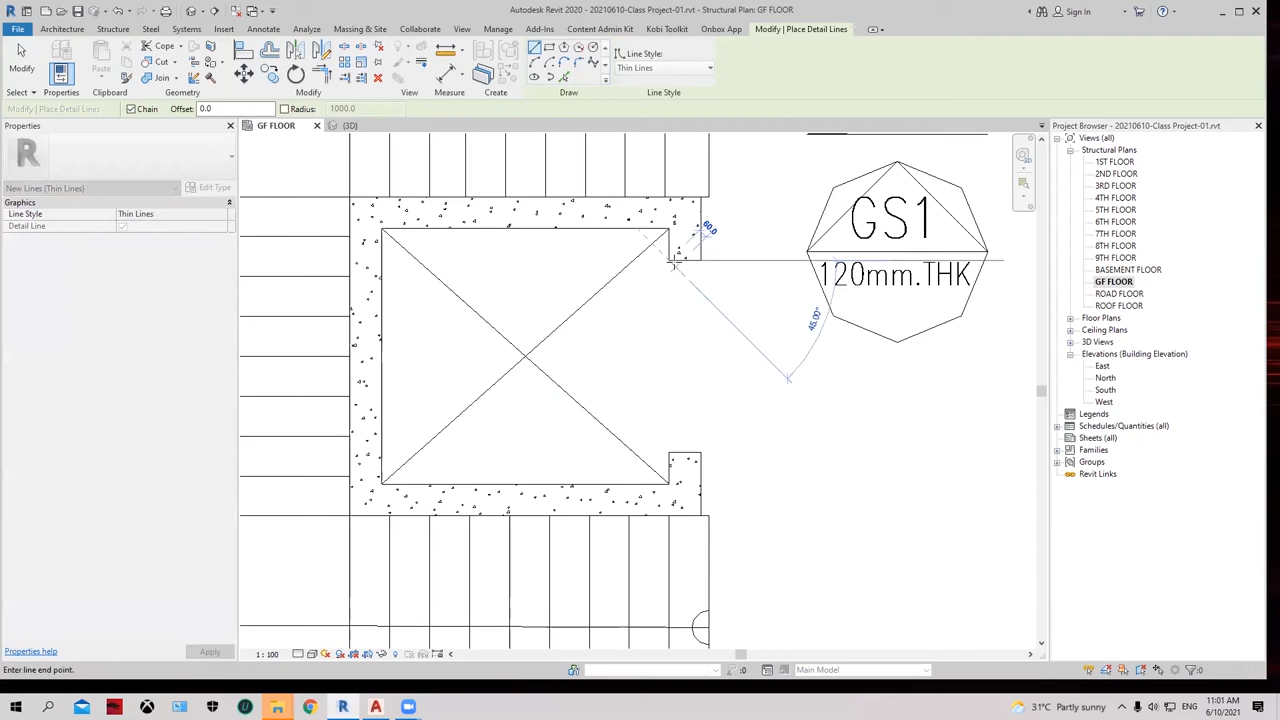 Autodesk Revit 2020 - 20210610-Class Project-01.rvt - Structural Plan: GF FLOOR
Sign In
File Architecture Structure Steel Systems Insert Annotate Analyze Massing & Site Collaborate View Manage Add-Ins Content Admin Kit Kobi Toolkit Onbox App Modify | Place Detail Lines
Modify
Paste
Cope
Cut
Join
Line Style:
Thin Lines
Select Properties Clipboard Geometry Modify View Measure Create Draw Line Style
Modify | Place Detail Lines Chain Offset: 0.0 Radius: 1000.0
Properties
GF FLOOR
{3D}
Project Browser - 20210610-Class Project-01.rvt
New Lines (Thin Lines) Edit Type
Graphics
Line Style Thin Lines
Detail Line
Views (all)
Structural Plans
1ST FLOOR
2ND FLOOR
3RD FLOOR
4TH FLOOR
5TH FLOOR
6TH FLOOR
7TH FLOOR
8TH FLOOR
9TH FLOOR
BASEMENT FLOOR
GF FLOOR
ROAD FLOOR
ROOF FLOOR
Floor Plans
Ceiling Plans
3D Views
Elevations (Building Elevation)
East
North
South
West
Legends
Schedules/Quantities (all)
Sheets (all)
Families
Groups
Revit Links
60.0
GS1
120mm.THK
45.00°
Properties help Apply
1 : 100
Enter line end point.
:0
Main Model
:0
31°C Partly sunny
ENG
11:01 AM
6/10/2021